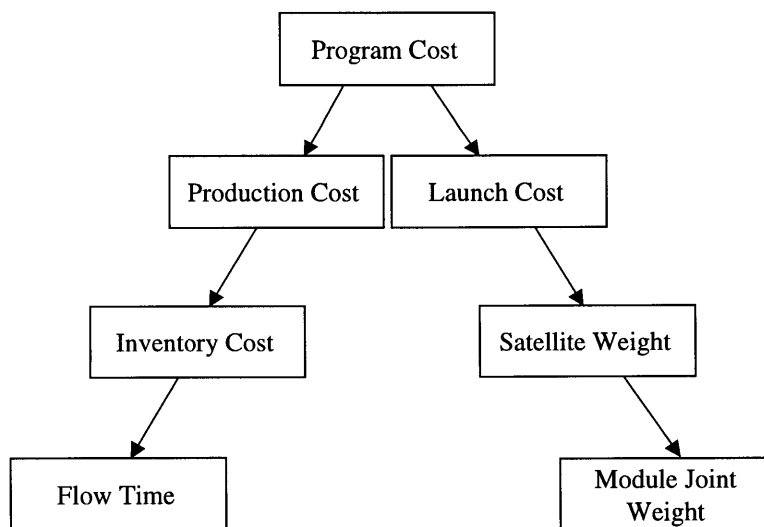 Program Cost
Production Cost
Launch Cost
Inventory Cost
Satellite Weight
Flow Time
Module Joint
Weight